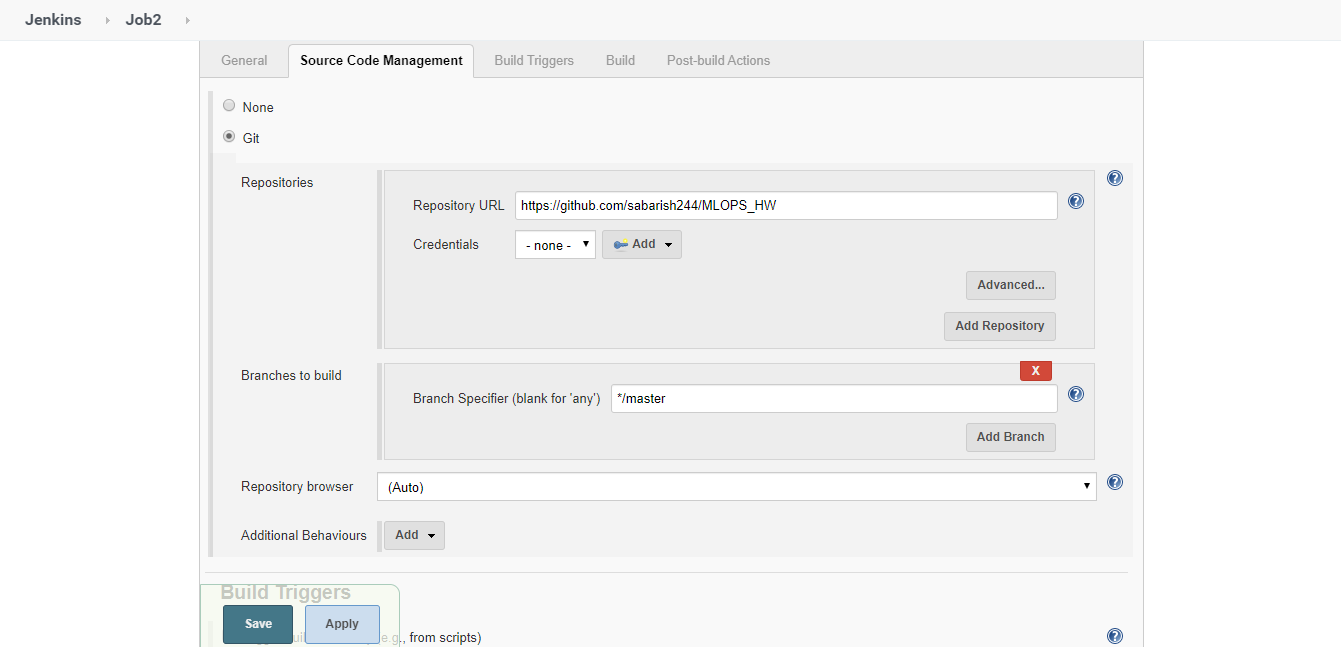 Jenkins Job2
General Source Code Management Build Triggers Build Post-build Actions
None
Git
Repositories
Repository URL https://github.com/sabarish244/MLOPS_HW
Credentials - none - Add
Advanced...
Add Repository
Branches to build X
Branch Specifier (blank for 'any') */master
Add Branch
Repository browser (Auto)
Additional Behaviours Add
Build Triggers
Save Apply
, from scripts)